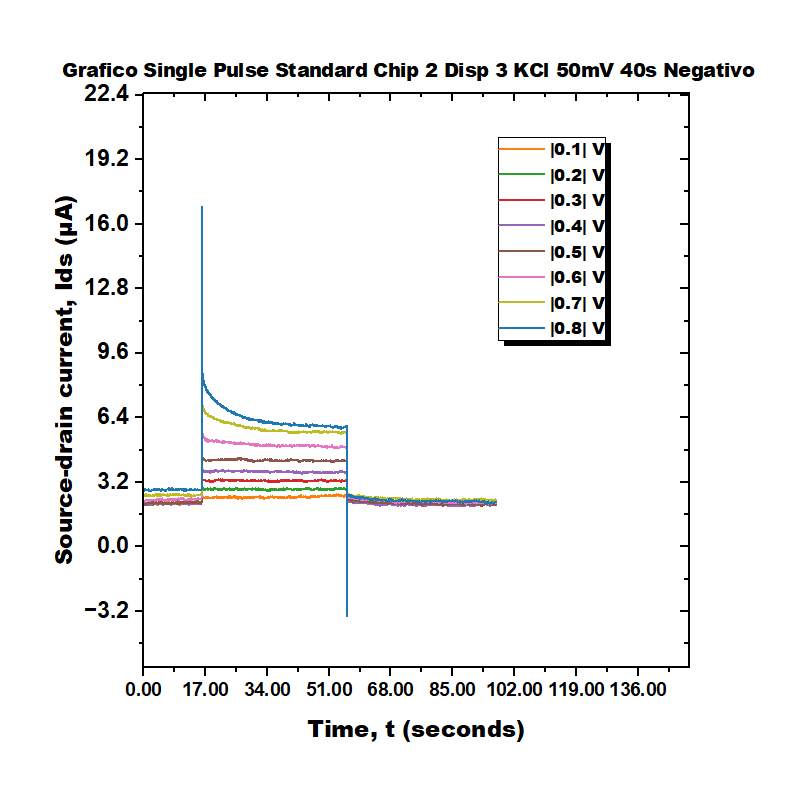 Grafico Single Pulse Standard Chip 2 Disp 3 KCl 50mV 40s Negativo
22.4
19.2
16.0
12.8
9.6
6.4
3.2
0.0
−3.2
Source-drain current, Ids (µA)
|0.1| V
|0.2| V
|0.3| V
|0.4| V
|0.5| V
|0.6| V
|0.7| V
|0.8| V
0.00 17.00 34.00 51.00 68.00 85.00 102.00 119.00 136.00
Time, t (seconds)